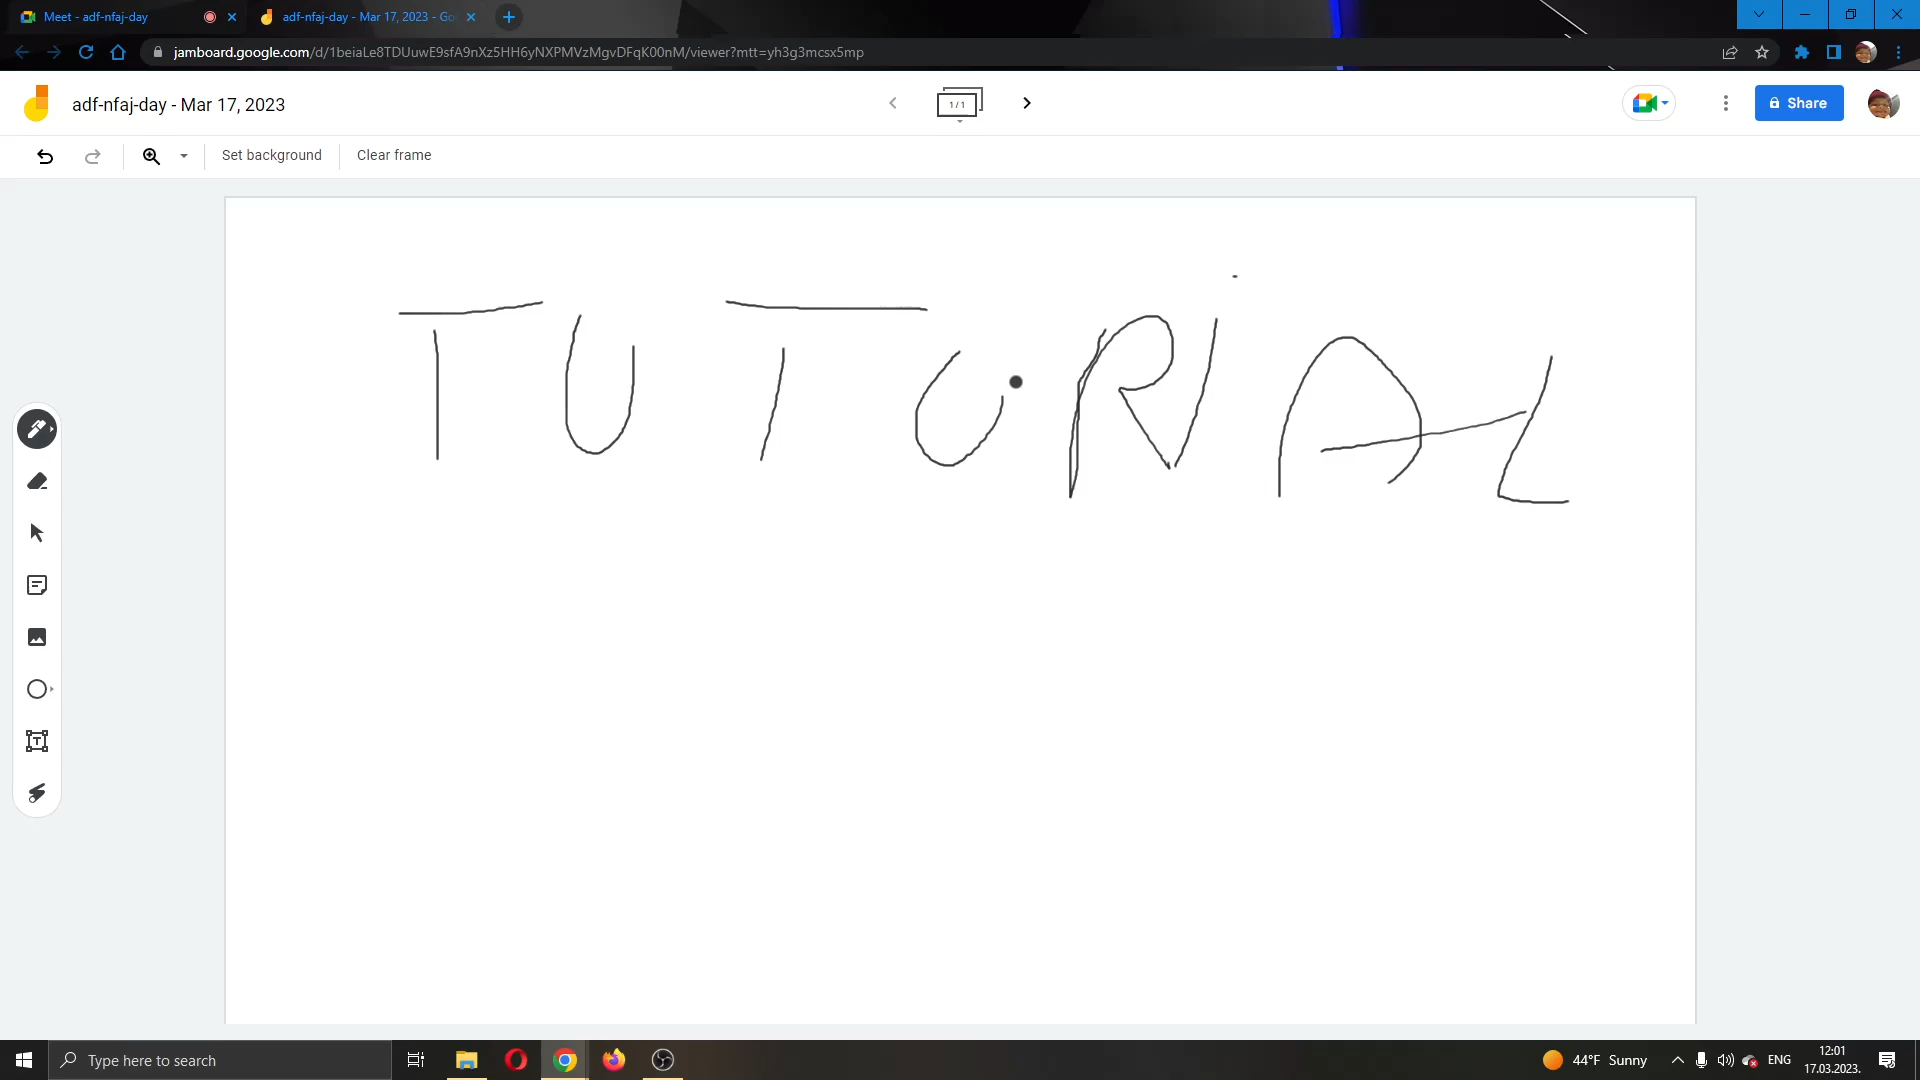 Meet - adf-nfaj-day
adf-nfaj-day - Mar 17, 2023 - Go
jamboard.google.com/d/1beiaLe8TDUuwE9sfA9nXz5HH6yNXPMVzMgvDFqK00nM/viewer?mtt=yh3g3mcsx5mp
adf-nfaj-day - Mar 17, 2023
1 / 1
Share
Set background
Clear frame
TUTORiAL
Type here to search
44°F Sunny
ENG
12:01
17.03.2023.